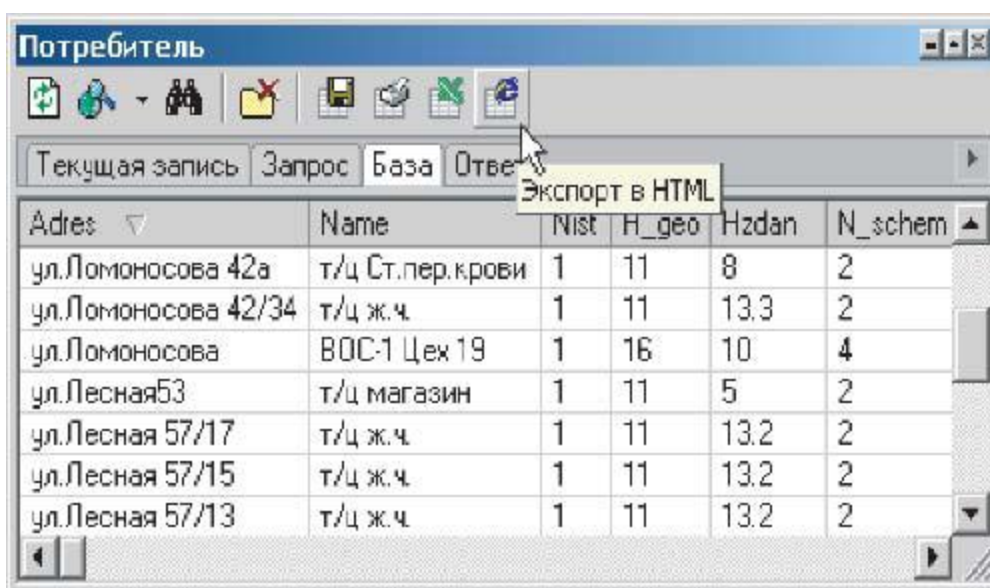 Потребитель
Текущая запись Запрос База Ответ
Экспорт в HTML
Adres Name Nist H_geo Hzdan N_schem
ул.Ломоносова 42а т/ц Ст.пер.крови 1 11 8 2
ул.Ломоносова 42/34 т/ц ж.ч. 1 11 13.3 2
ул.Ломоносова ВОС-1 Цех 19 1 16 10 4
ул.Лесная53 т/ц магазин 1 11 5 2
ул.Лесная 57/17 т/ц ж.ч. 1 11 13.2 2
ул.Лесная 57/15 т/ц ж.ч. 1 11 13.2 2
ул.Лесная 57/13 т/ц ж.ч. 1 11 13.2 2